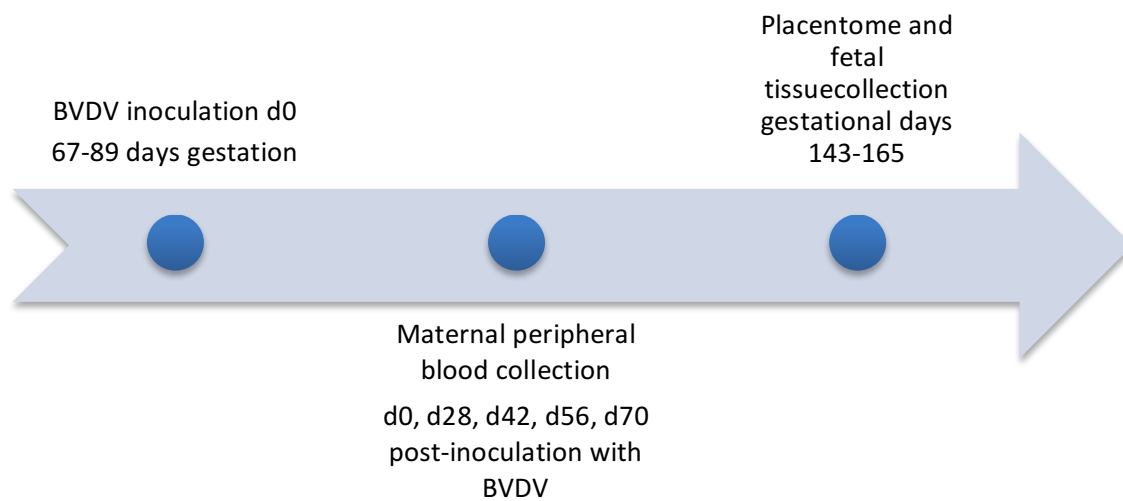 BVDV inoculation d0
67-89 days gestation
Maternal peripheral
blood collection
d0, d28, d42, d56, d70
post-inoculation with
BVDV
Placentome and
fetal
tissuecollection
gestational days
143-165